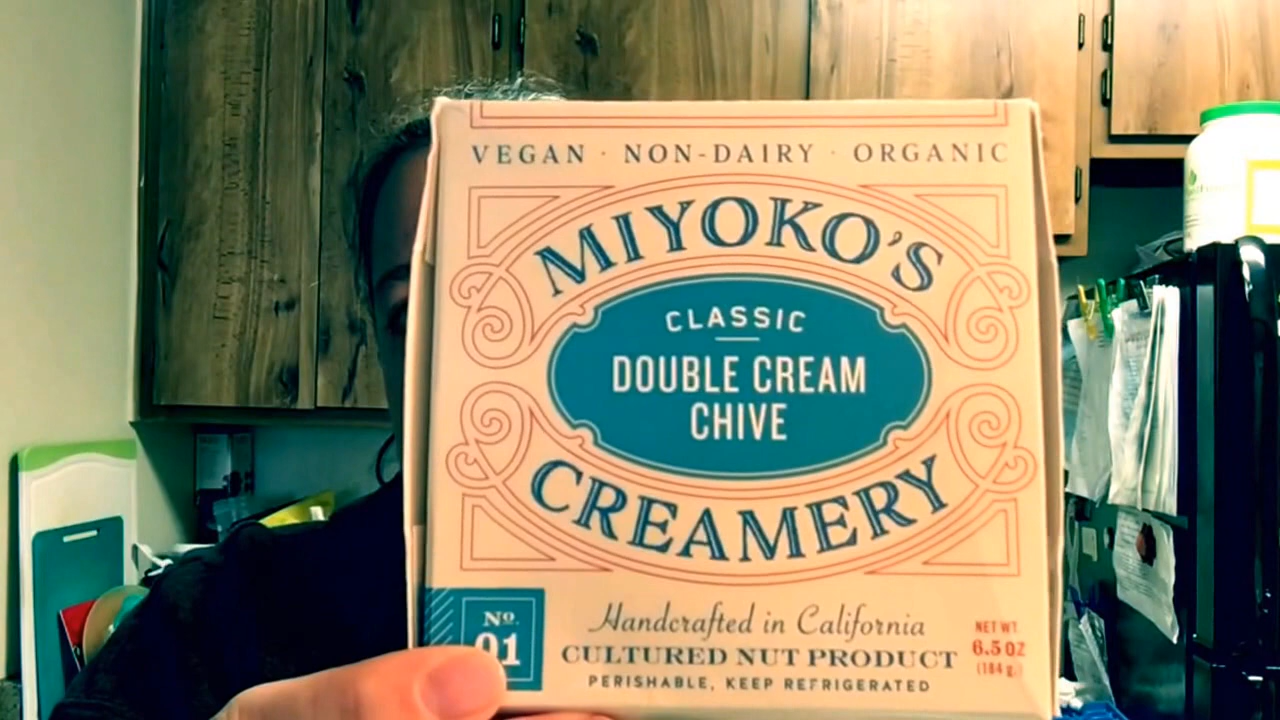 VEGAN · NON-DAIRY · ORGANIC
MIYOKO'S
CLASSIC
DOUBLE CREAM
CHIVE
CREAMERY
No.
01
Handcrafted in California
CULTURED NUT PRODUCT
PERISHABLE, KEEP REFRIGERATED
NET WT.
6.5 OZ
(184 g.)